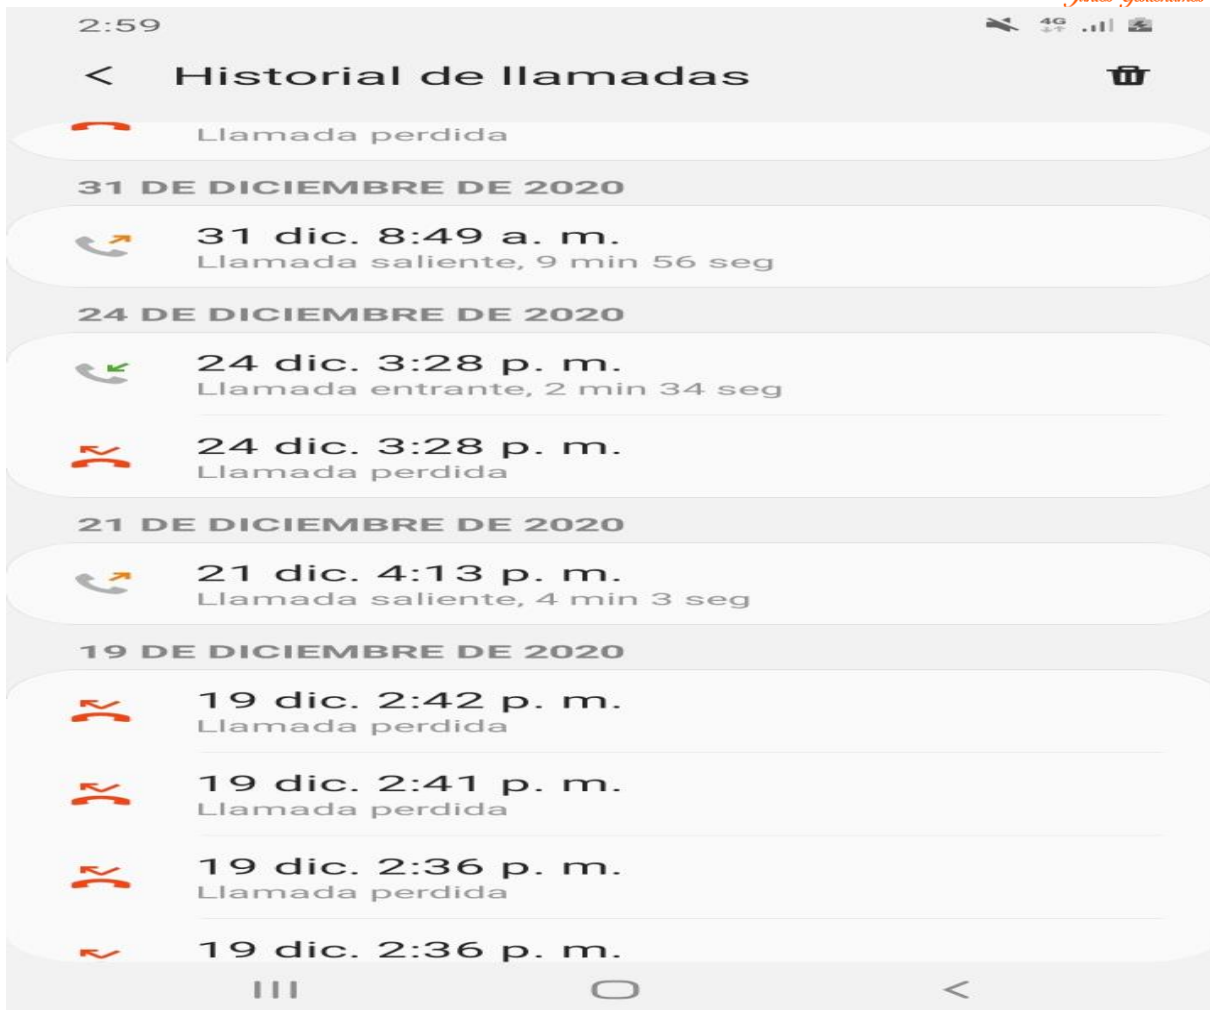 2:59
4G
Historial de llamadas
Llamada perdida
31 DE DICIEMBRE DE 2020
31 dic. 8:49 a. m.
Llamada saliente, 9 min 56 seg
24 DE DICIEMBRE DE 2020
24 dic. 3:28 p. m.
Llamada entrante, 2 min 34 seg
24 dic. 3:28 p. m.
Llamada perdida
21 DE DICIEMBRE DE 2020
21 dic. 4:13 p. m.
Llamada saliente, 4 min 3 seg
19 DE DICIEMBRE DE 2020
19 dic. 2:42 p. m.
Llamada perdida
19 dic. 2:41 p. m.
Llamada perdida
19 dic. 2:36 p. m.
Llamada perdida
19 dic. 2:36 p. m.